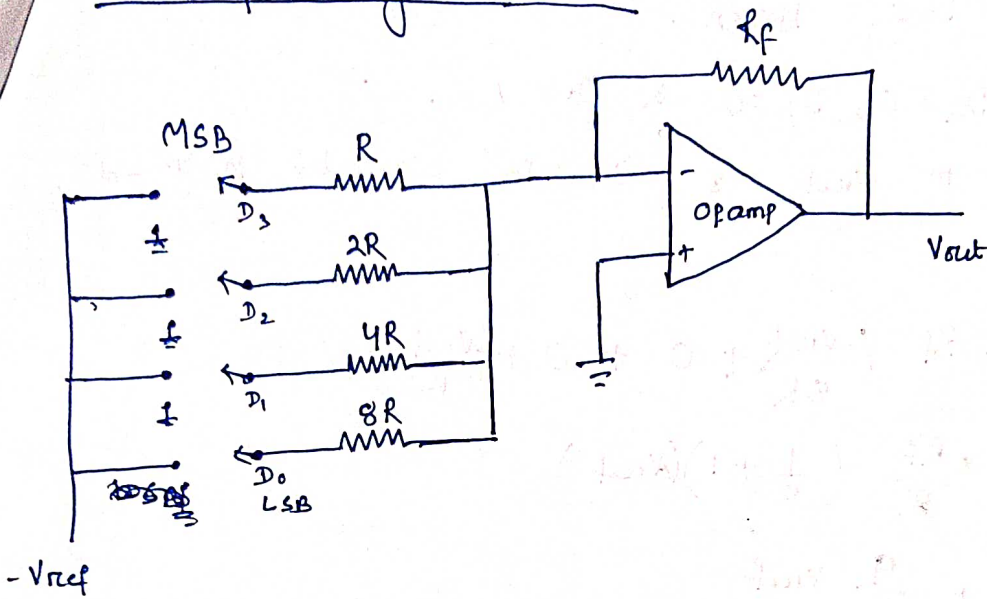 Rf
MSB
R
D3
-
Opamp
+
Vout
2R
D2
4R
D1
8R
D0
LSB
- Vref